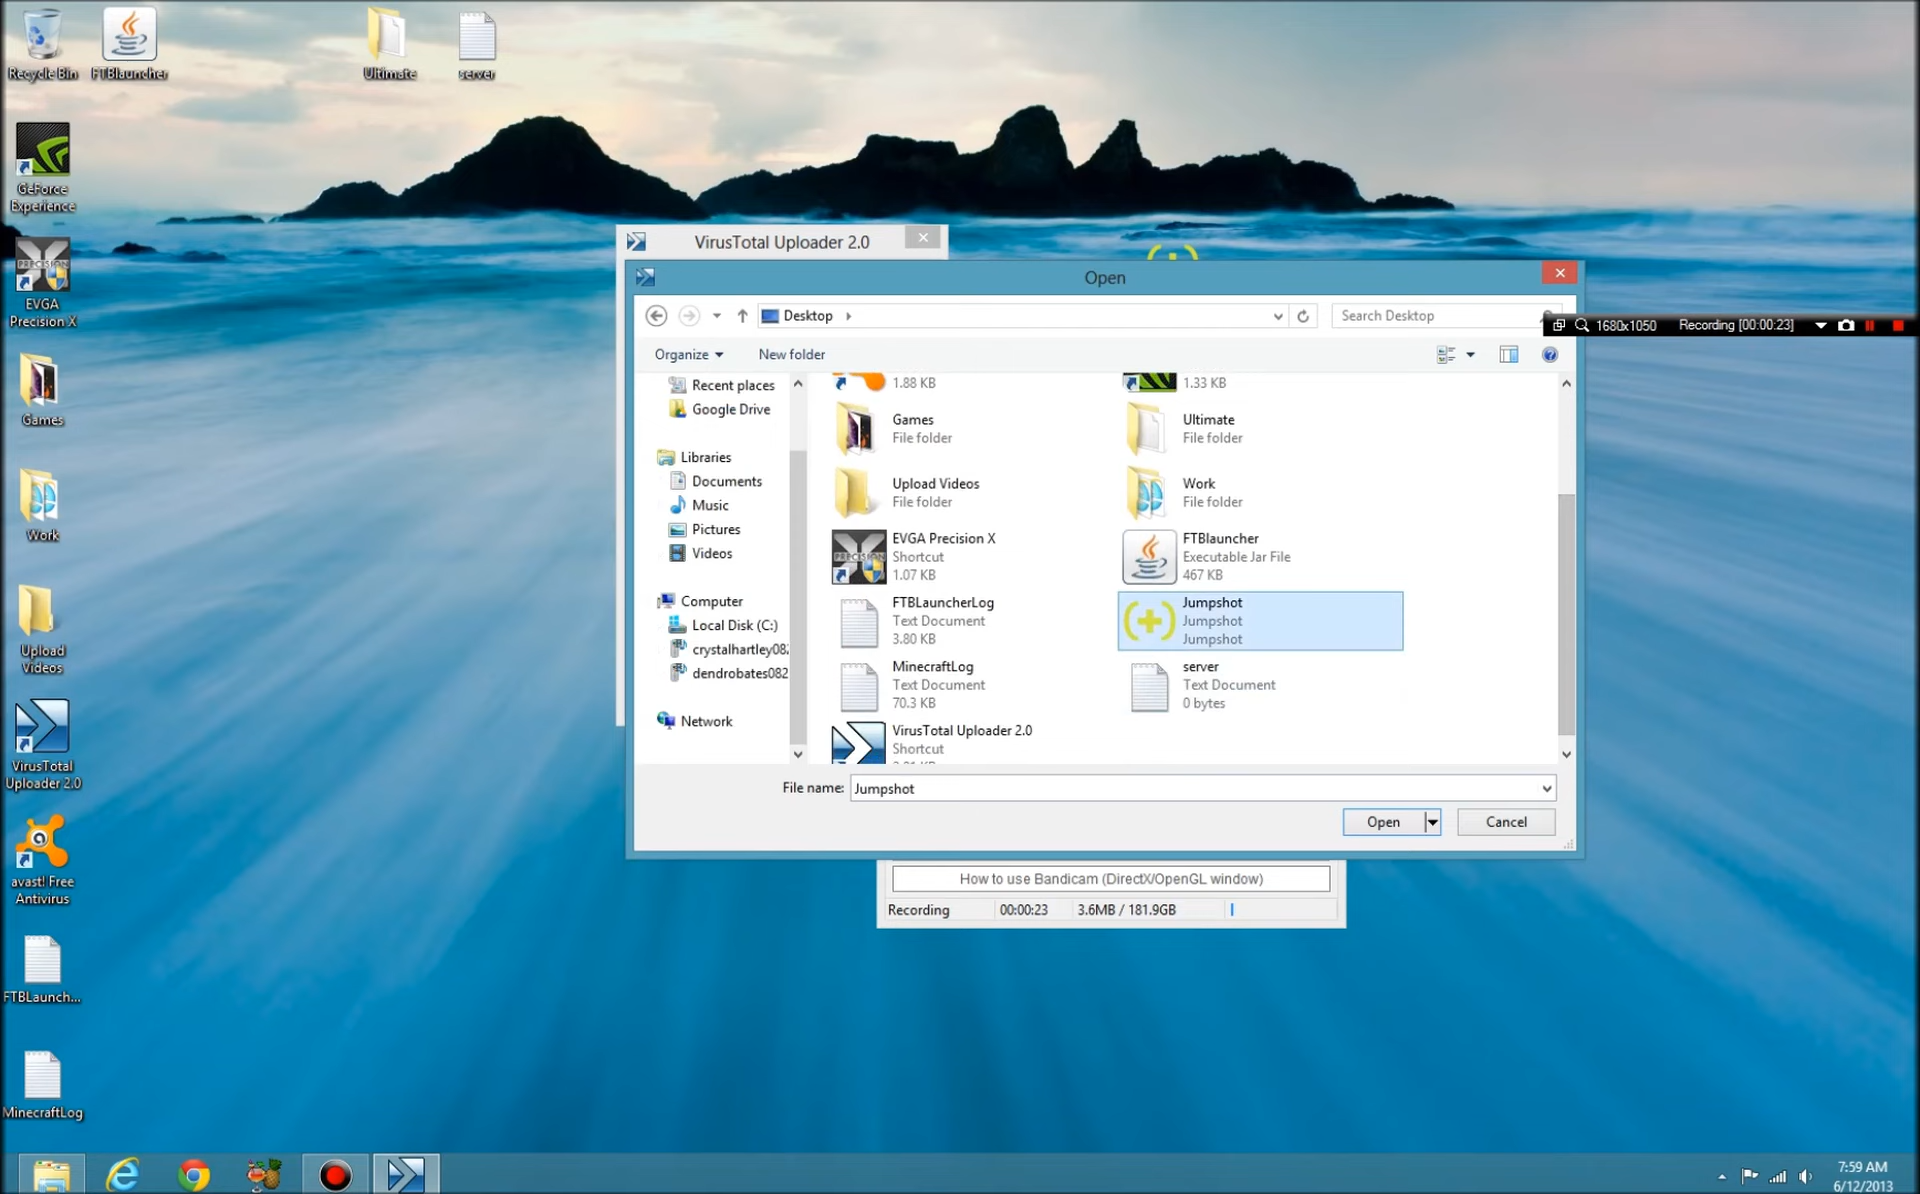 Recycle Bin
FTBlauncher
Ultimate
server
GeForce
Experience
PRECISION
EVGA
Precision X
Games
Work
Upload
Videos
VirusTotal
Uploader 2.0
avast! Free
Antivirus
FTBLaunch...
MinecraftLog
VirusTotal Uploader 2.0
Open
Desktop
Search Desktop
1680x1050 Recording [00:00:23]
Organize
New folder
Recent places
Google Drive
Libraries
Documents
Music
Pictures
Videos
Computer
Local Disk (C:)
crystalhartley082
dendrobates082
Network
1.88 KB
1.33 KB
Games
File folder
Ultimate
File folder
Upload Videos
File folder
Work
File folder
PRECISION
EVGA Precision X
Shortcut
1.07 KB
FTBlauncher
Executable Jar File
467 KB
FTBLauncherLog
Text Document
3.80 KB
Jumpshot
Jumpshot
Jumpshot
MinecraftLog
Text Document
70.3 KB
server
Text Document
0 bytes
VirusTotal Uploader 2.0
Shortcut
File name: Jumpshot
Open
Cancel
How to use Bandicam (DirectX/OpenGL window)
Recording 00:00:23 3.6MB / 181.9GB
7:59 AM
6/12/2013